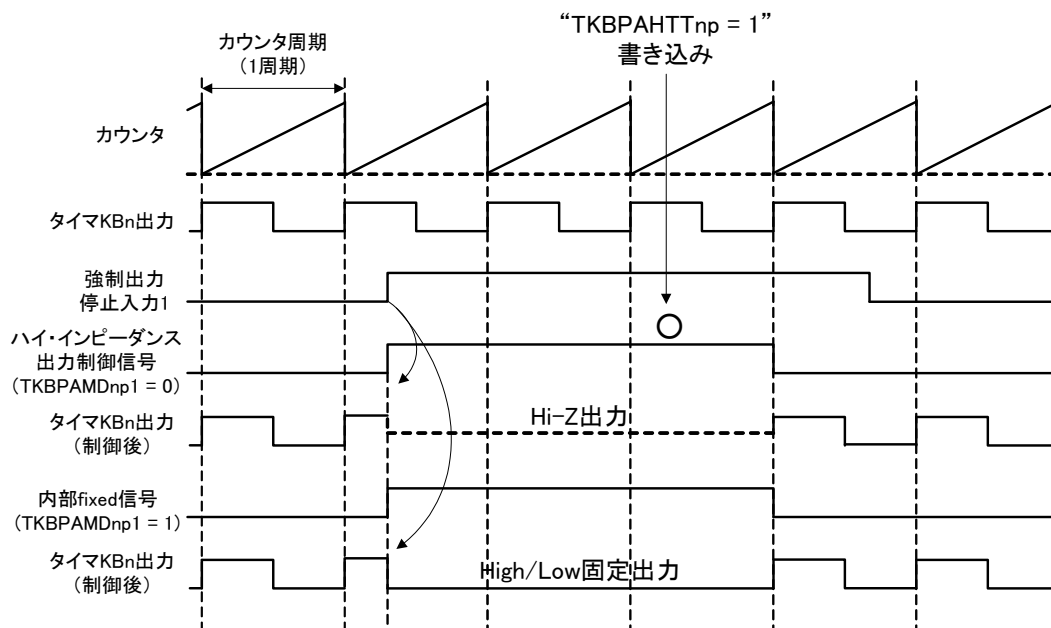 “TKBPAHTTnp = 1”
書き込み
カウンタ周期
(1周期)
カウンタ
タイマKBn出力
強制出力
停止入力1
ハイ・インピーダンス
出力制御信号
(TKBPAMDnp1 = 0)
タイマKBn出力
(制御後)
Hi-Z出力
内部fixed信号
(TKBPAMDnp1 = 1)
タイマKBn出力
(制御後)
High/Low固定出力